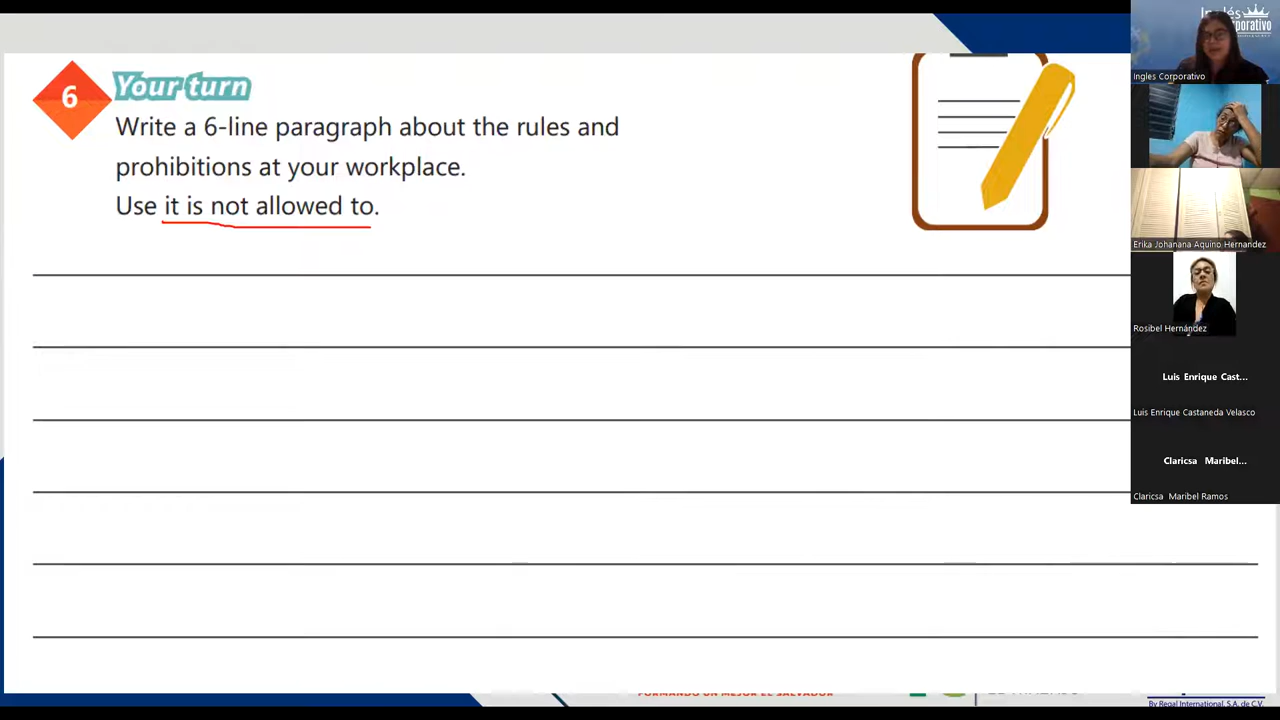 6
Your turn
Write a 6-line paragraph about the rules and
prohibitions at your workplace.
Use it is not allowed to.
Inglés
Corporativo
Ingles Corporativo
Erika Johanana Aquino Hernandez
Rosibel Hernández
Luis Enrique Cast...
Luis Enrique Castaneda Velasco
Claricsa Maribel...
Claricsa Maribel Ramos
FORMANDO UN MEJOR EL SALVADOR
By Regal International, S.A. de C.V.